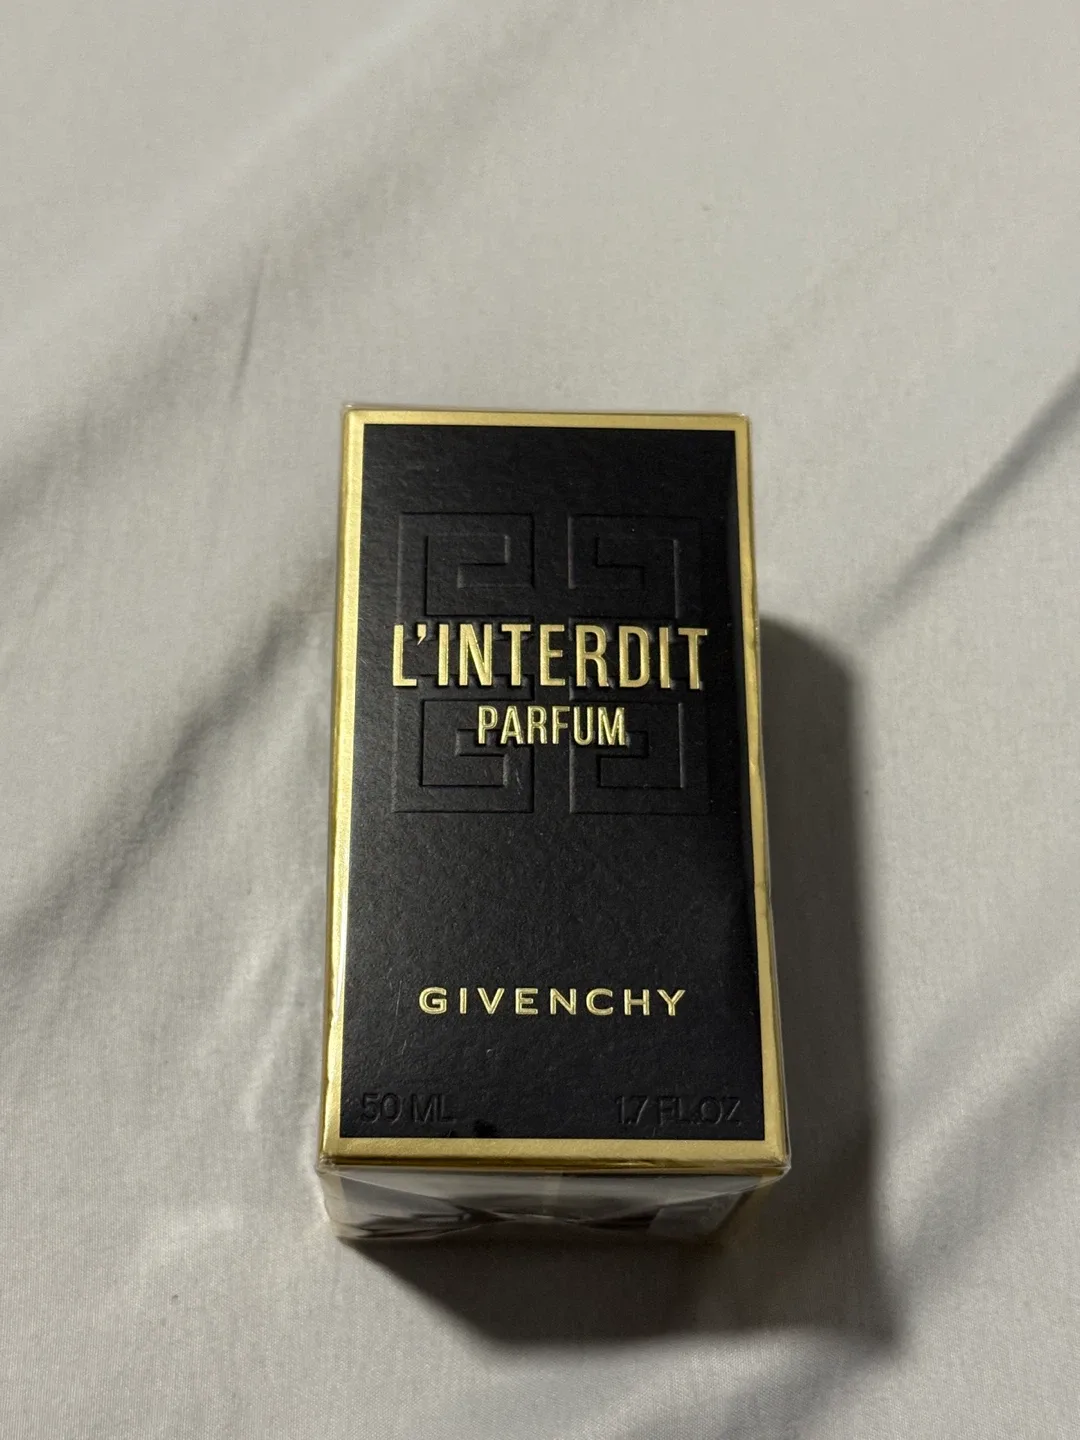 L'INTERDIT
PARFUM
GIVENCHY
50 ML 1.7 FL.OZ